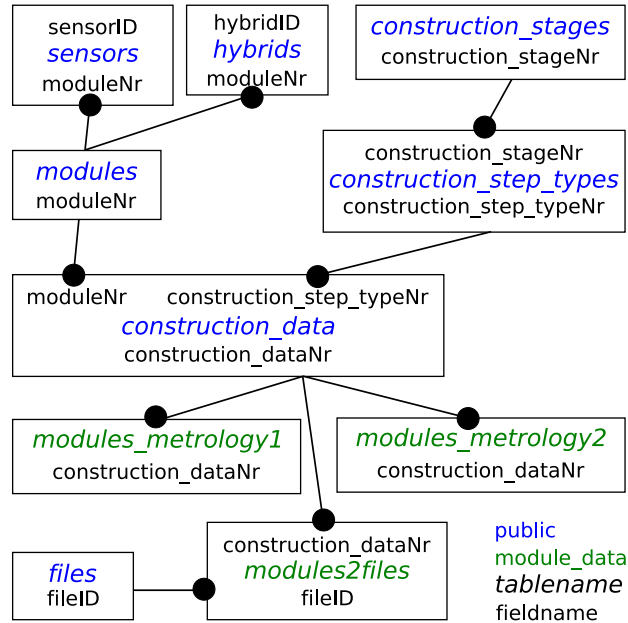 sensorID
sensors
moduleNr
hybridID
hybrids
moduleNr
construction_stages
construction_stageNr
modules
moduleNr
construction_stageNr
construction_step_types
construction_step_typeNr
moduleNr construction_step_typeNr
construction_data
construction_dataNr
modules_metrology1
construction_dataNr
modules_metrology2
construction_dataNr
files
fileID
construction_dataNr
modules2files
fileID
public
module_data
tablename
fieldname